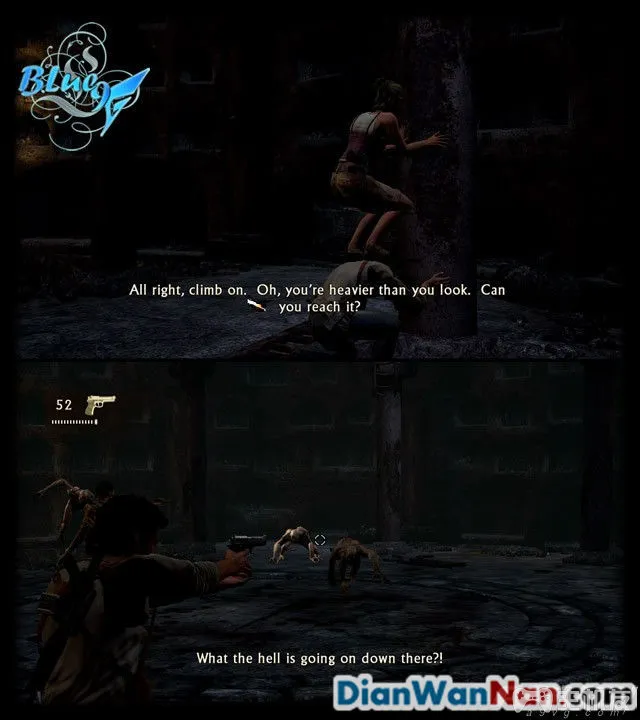 Blue9
All right, climb on.  Oh, you're heavier than you look.  Can
you reach it?
52
What the hell is going on down there?!
DianWanNan.com